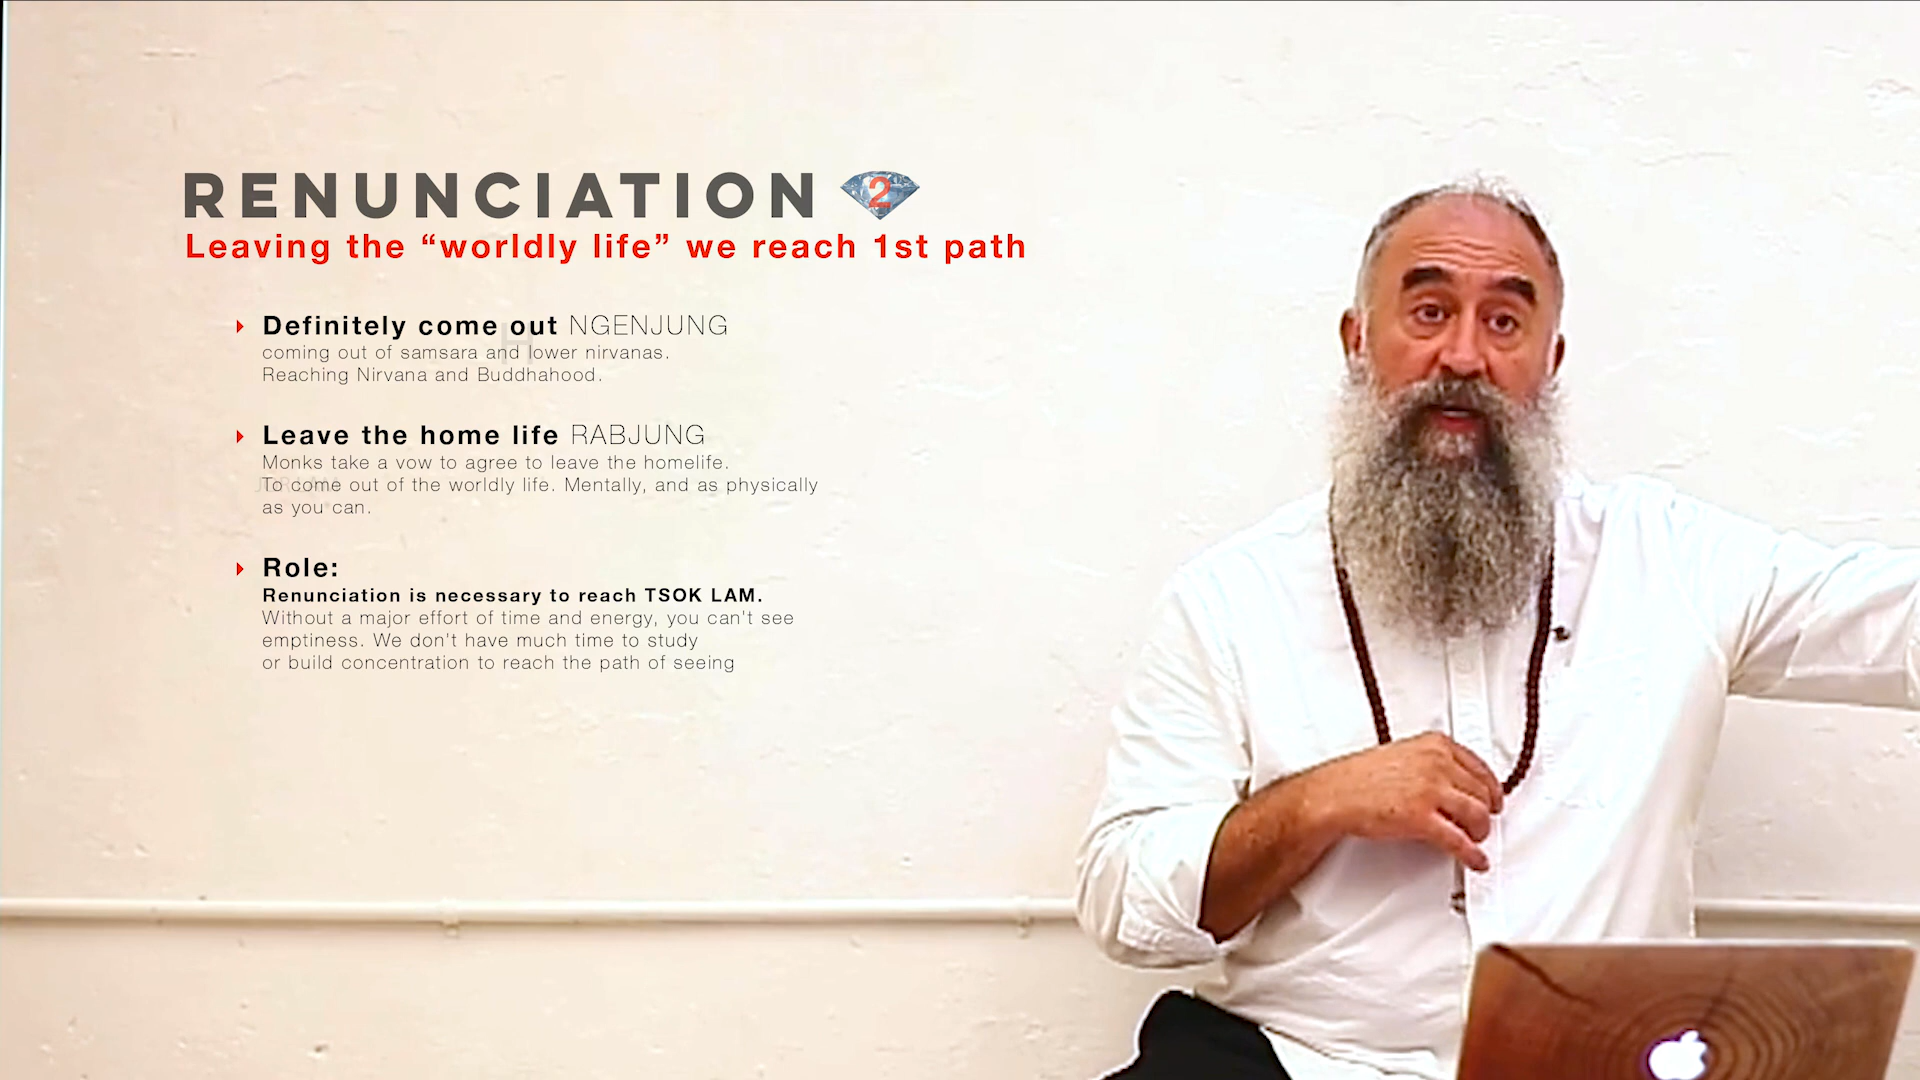 RENUNCIATION 2
Leaving the “worldly life” we reach 1st path
Definitely come out NGENJUNG
coming out of samsara and lower nirvanas.
Reaching Nirvana and Buddhahood.
Leave the home life RABJUNG
Monks take a vow to agree to leave the homelife.
To come out of the worldly life. Mentally, and as physically
as you can.
Role:
Renunciation is necessary to reach TSOK LAM.
Without a major effort of time and energy, you can't see
emptiness. We don't have much time to study
or build concentration to reach the path of seeing